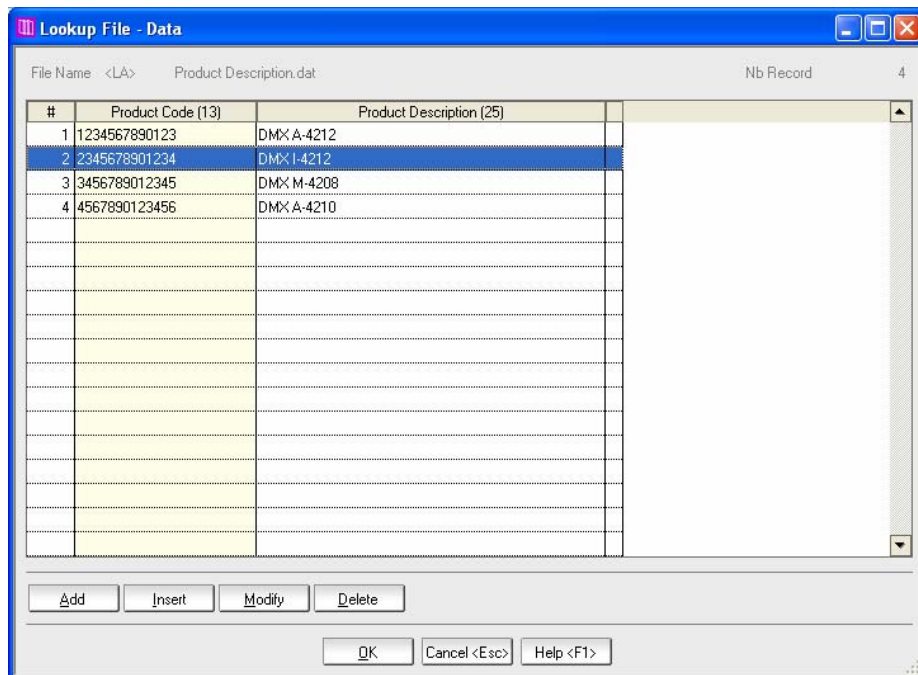 Lookup File - Data
File Name <LA> Product Description.dat Nb Record 4
# Product Code (13) Product Description (25)
1 1234567890123 DMX A-4212
2 2345678901234 DMX I-4212
3 3456789012345 DMX M-4208
4 4567890123456 DMX A-4210
Add Insert Modify Delete
OK Cancel <Esc> Help <F1>